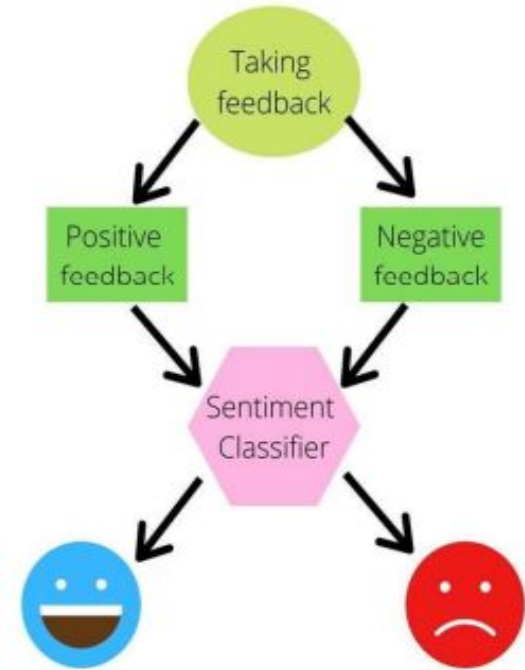 Taking
feedback
Positive
feedback
Negative
feedback
Sentiment
Classifier